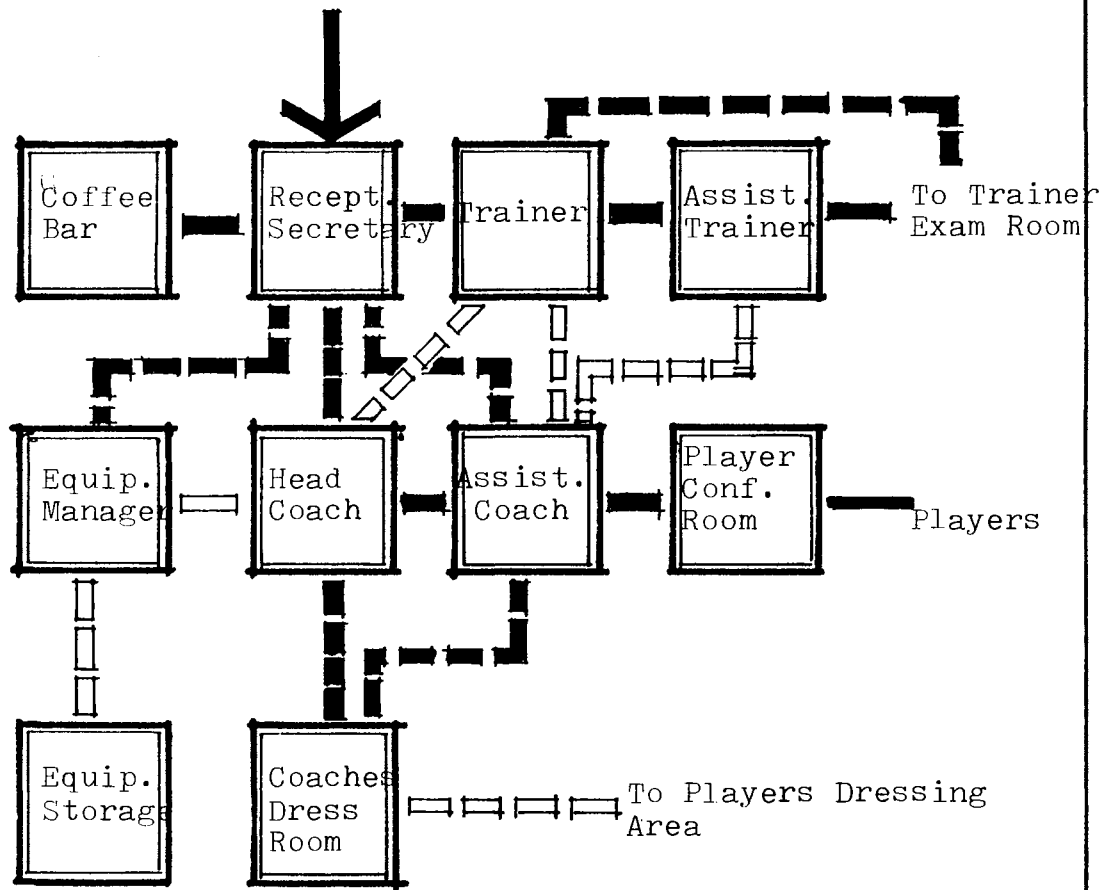 Coffee
Bar
Recept.
Secretary
Trainer
Assist.
Trainer
To Trainer
Exam Room
Equip.
Manager
Head
Coach
Assist.
Coach
Player
Conf.
Room
Players
Equip.
Storage
Coaches
Dress
Room
To Players Dressing
Area